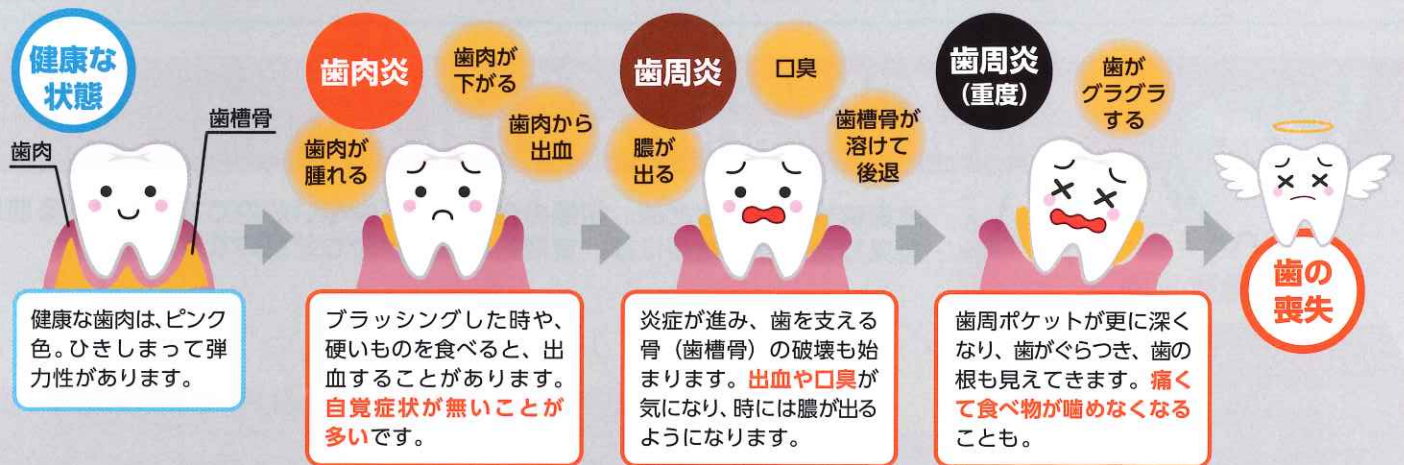 健康な
状態
歯肉
歯槽骨
健康な歯肉は、ピンク
色。ひきしまって弾
力性があります。
歯肉炎
歯肉が
下がる
歯肉から
出血
歯肉が
腫れる
ブラッシングした時や、
硬いものを食べると、出
血することがあります。
自覚症状が無いことが
多いです。
歯周炎
口臭
膿が
出る
歯槽骨が
溶けて
後退
炎症が進み、歯を支える
骨（歯槽骨）の破壊も始
まります。出血や口臭が
気になり、時には膿が出る
ようになります。
歯周炎
（重度）
歯が
グラグラ
する
歯周ポケットが更に深く
なり、歯がぐらつき、歯の
根も見えてきます。痛く
て食べ物が噛めなくなる
ことも。
歯の
喪失